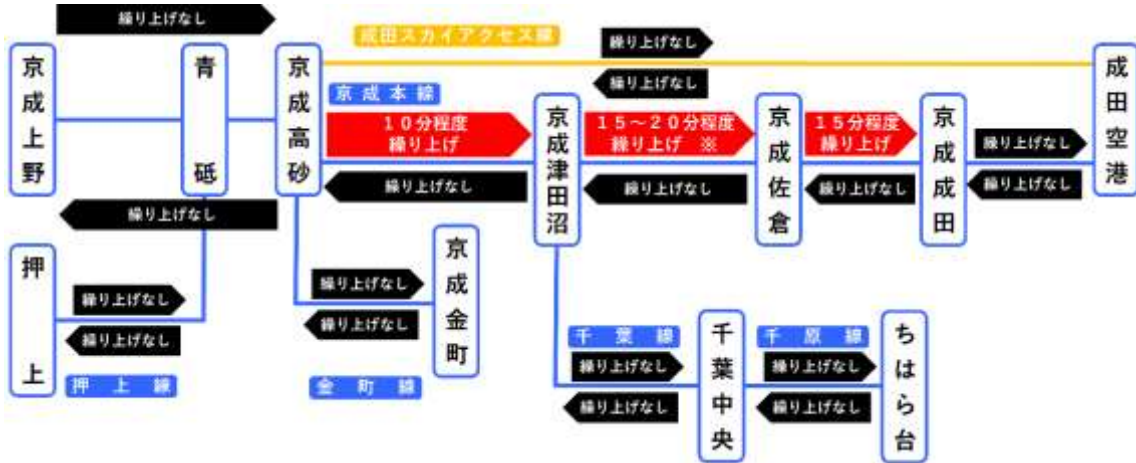 繰り上げなし
成田スカイアクセス線
繰り上げなし
繰り上げなし
京成上野
青砥
京成高砂
京成本線
10分程度
繰り上げ
繰り上げなし
京成津田沼
15～20分程度
繰り上げ ※
繰り上げなし
京成佐倉
15分程度
繰り上げ
繰り上げなし
京成成田
繰り上げなし
繰り上げなし
成田空港
繰り上げなし
押上
繰り上げなし
繰り上げなし
押上線
繰り上げなし
繰り上げなし
京成金町
金町線
千葉線
繰り上げなし
繰り上げなし
千葉中央
千原線
繰り上げなし
繰り上げなし
ちはら台